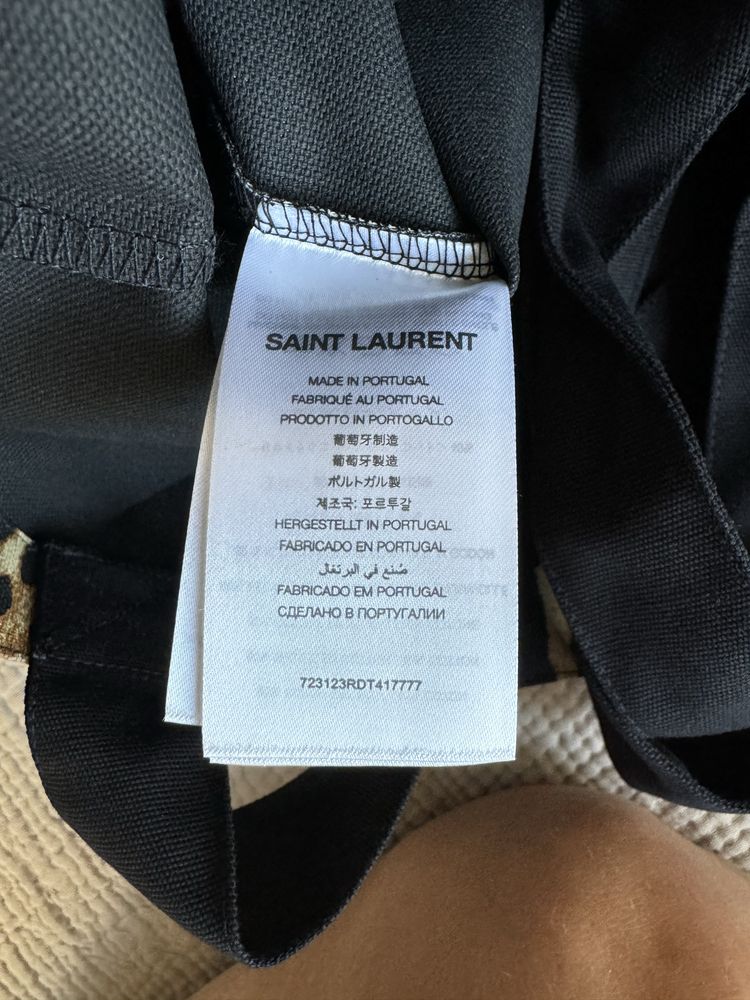 SAINT LAURENT
MADE IN PORTUGAL
FABRIQUÉ AU PORTUGAL
PRODOTTO IN PORTOGALLO
葡萄牙制造
葡萄牙製造
ポルトガル製
제조국: 포르투갈
HERGESTELLT IN PORTUGAL
FABRICADO EN PORTUGAL
صُنع في البرتغال
FABRICADO EM PORTUGAL
СДЕЛАНО В ПОРТУГАЛИИ
723123RDT417777